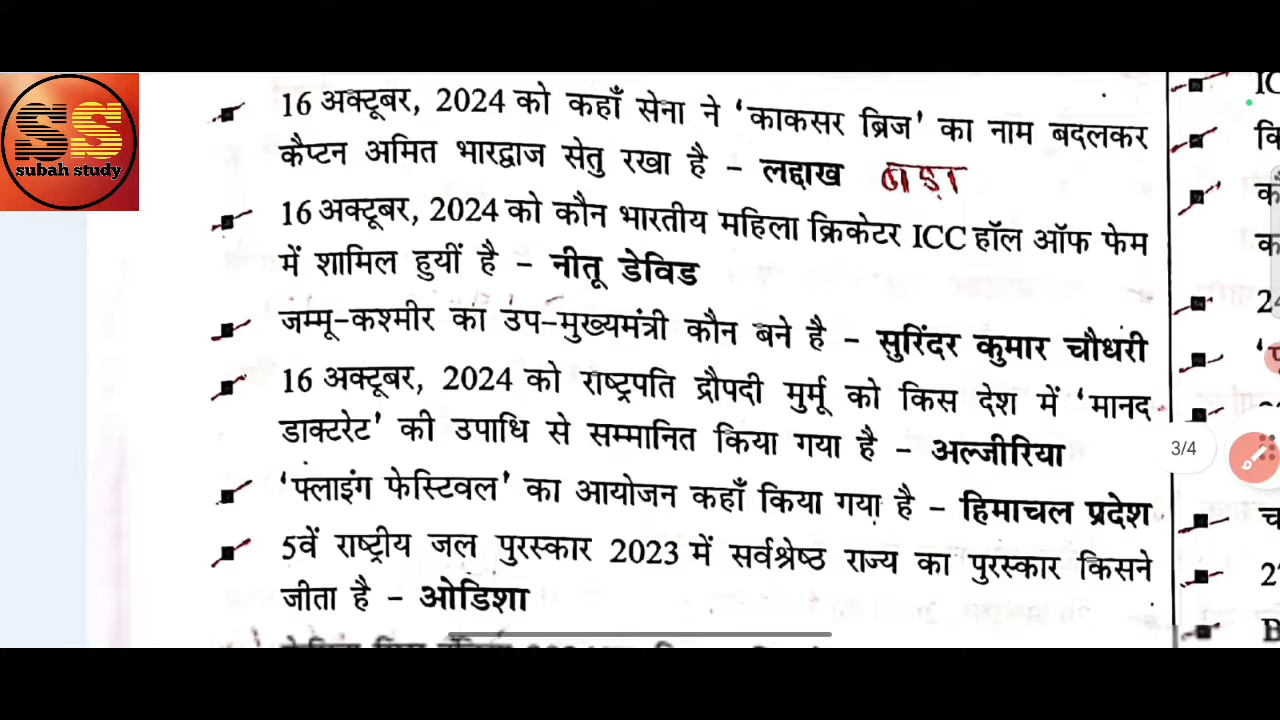 SS
subah study
16 अक्टूबर, 2024 को कहाँ सेना ने ‘काकसर ब्रिज’ का नाम बदलकर
कैप्टन अमित भारद्वाज सेतु रखा है – लद्दाख
16 अक्टूबर, 2024 को कौन भारतीय महिला क्रिकेटर ICC हॉल ऑफ फेम
में शामिल हुयीं है – नीतू डेविड
जम्मू-कश्मीर का उप-मुख्यमंत्री कौन बने है – सुरिंदर कुमार चौधरी
16 अक्टूबर, 2024 को राष्ट्रपति द्रौपदी मुर्मू को किस देश में ‘मानद
डाक्टरेट’ की उपाधि से सम्मानित किया गया है – अल्जीरिया
‘फ्लाइंग फेस्टिवल’ का आयोजन कहाँ किया गया है – हिमाचल प्रदेश
5वें राष्ट्रीय जल पुरस्कार 2023 में सर्वश्रेष्ठ राज्य का पुरस्कार किसने
जीता है – ओडिशा
3/4